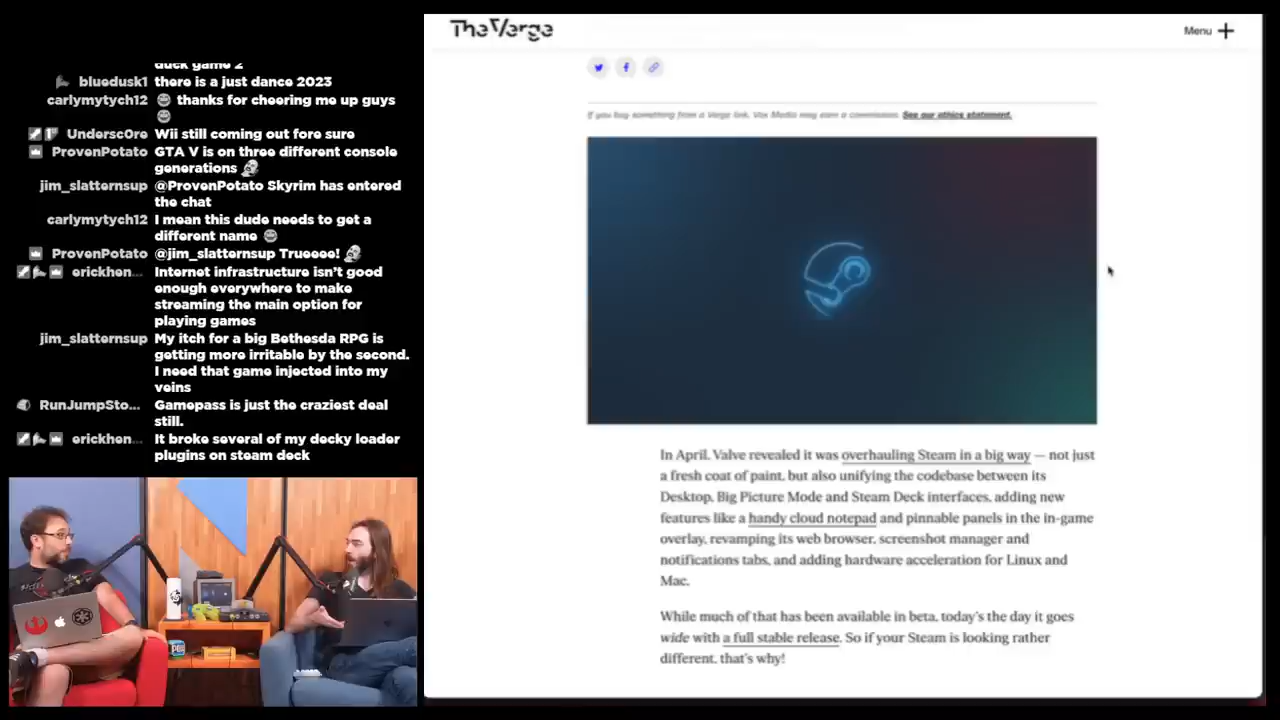 duck game 2
bluedusk1 there is a just dance 2023
carlymytych12 thanks for cheering me up guys
UnderscOre Wii still coming out fore sure
ProvenPotato GTA V is on three different console
generations
jim_slatternsup @ProvenPotato Skyrim has entered
the chat
carlymytych12 I mean this dude needs to get a
different name
ProvenPotato @jim_slatternsup Trueeee!
erickhen... Internet infrastructure isn't good
enough everywhere to make
streaming the main option for
playing games
jim_slatternsup My itch for a big Bethesda RPG is
getting more irritable by the second.
I need that game injected into my
veins
RunJumpSto... Gamepass is just the craziest deal
still.
erickhen... It broke several of my decky loader
plugins on steam deck
The Verge
Menu
If you buy something from a Verge link, Vox Media may earn a commission. See our ethics statement.
In April, Valve revealed it was overhauling Steam in a big way — not just
a fresh coat of paint, but also unifying the codebase between its
Desktop, Big Picture Mode and Steam Deck interfaces, adding new
features like a handy cloud notepad and pinnable panels in the in-game
overlay, revamping its web browser, screenshot manager and
notifications tabs, and adding hardware acceleration for Linux and
Mac.
While much of that has been available in beta, today's the day it goes
wide with a full stable release. So if your Steam is looking rather
different, that's why!